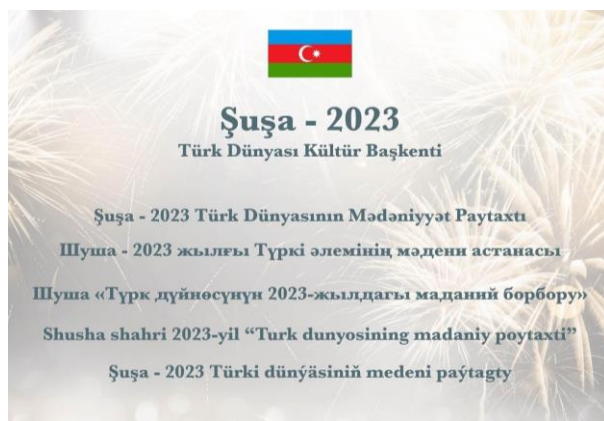 Şuşa - 2023
Türk Dünyası Kültür Başkenti
Şuşa - 2023 Türk Dünyasının Mədəniyyət Paytaxtı
Шуша - 2023 жылғы Түркі әлемінің мәдени астанасы
Шуша «Түрк дүйнөсүнүн 2023-жылдагы маданий борбору»
Shusha shahri 2023-yil “Turk dunyosining madaniy poytaxti”
Şuşa - 2023 Türki dünýäsiniň medeni paýtagty